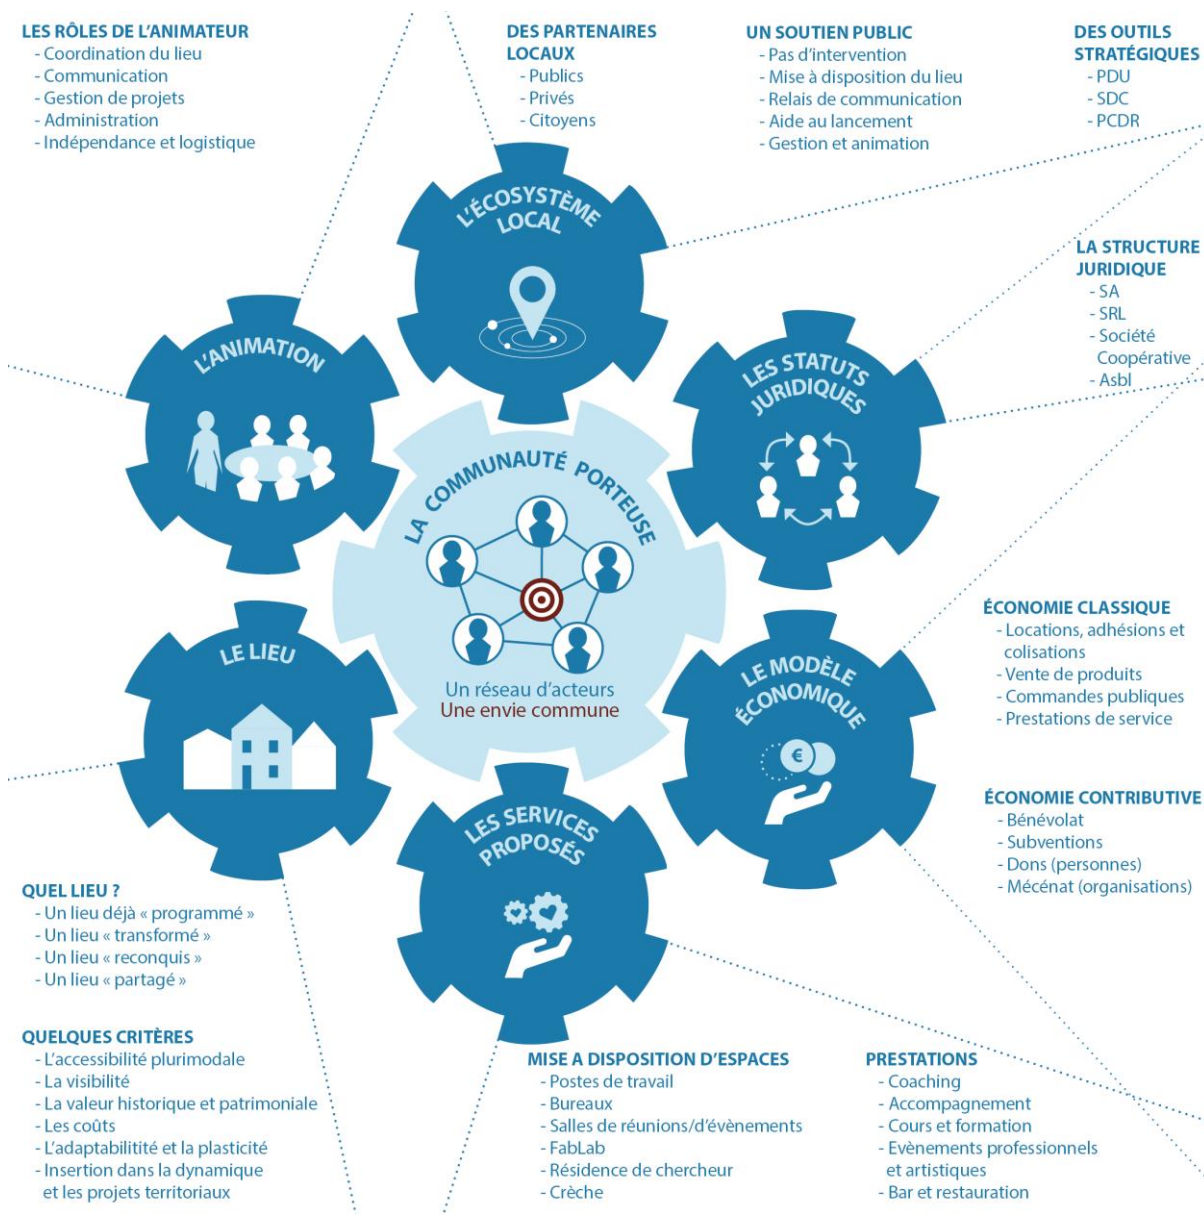 LES RÔLES DE L'ANIMATEUR
- Coordination du lieu
- Communication
- Gestion de projets
- Administration
- Indépendance et logistique
DES PARTENAIRES
LOCAUX
- Publics
- Privés
- Citoyens
UN SOUTIEN PUBLIC
- Pas d'intervention
- Mise à disposition du lieu
- Relais de communication
- Aide au lancement
- Gestion et animation
DES OUTILS
STRATÉGIQUES
- PDU
- SDC
- PCDR
L'ÉCOSYSTÈME
LOCAL
L'ANIMATION
LES STATUTS
JURIDIQUES
LA STRUCTURE
JURIDIQUE
- SA
- SRL
- Société
Coopérative
- Asbl
LA COMMUNAUTÉ PORTEUSE
Un réseau d'acteurs
Une envie commune
LE LIEU
LE MODÈLE
ÉCONOMIQUE
€
ÉCONOMIE CLASSIQUE
- Locations, adhésions et
colisations
- Vente de produits
- Commandes publiques
- Prestations de service
ÉCONOMIE CONTRIBUTIVE
- Bénévolat
- Subventions
- Dons (personnes)
- Mécénat (organisations)
LES SERVICES
PROPOSÉS
QUEL LIEU ?
- Un lieu déjà « programmé »
- Un lieu « transformé »
- Un lieu « reconquis »
- Un lieu « partagé »
QUELQUES CRITÈRES
- L'accessibilité plurimodale
- La visibilité
- La valeur historique et patrimoniale
- Les coûts
- L'adaptabilitité et la plasticité
- Insertion dans la dynamique
et les projets territoriaux
MISE A DISPOSITION D'ESPACES
- Postes de travail
- Bureaux
- Salles de réunions/d'évènements
- FabLab
- Résidence de chercheur
- Crèche
PRESTATIONS
- Coaching
- Accompagnement
- Cours et formation
- Evènements professionnels
et artistiques
- Bar et restauration